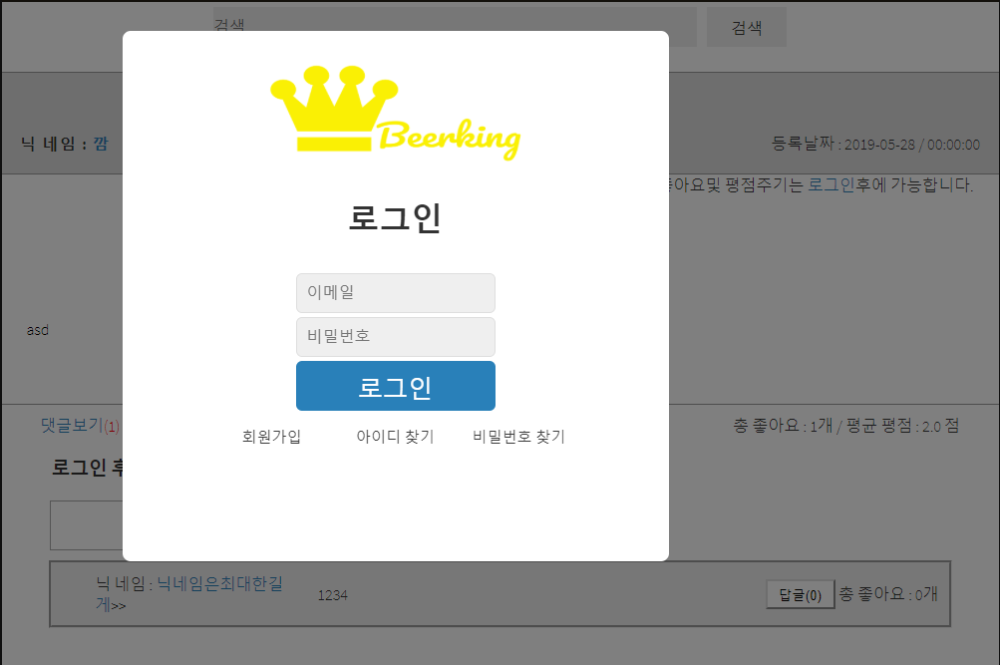 검색 검색
닉 네임 : 깜
등록날짜 : 2019-05-28 / 00:00:00
아요및 평점주기는 로그인후에 가능합니다.
Beerking
로그인
이메일
비밀번호
로그인
회원가입 아이디 찾기 비밀번호 찾기
asd
댓글보기(1)
총 좋아요 : 1개 / 평균 평점 : 2.0 점
로그인
닉 네임 : 닉네임은최대한길
게>>
1234
답글(0) 총 좋아요 : 0개